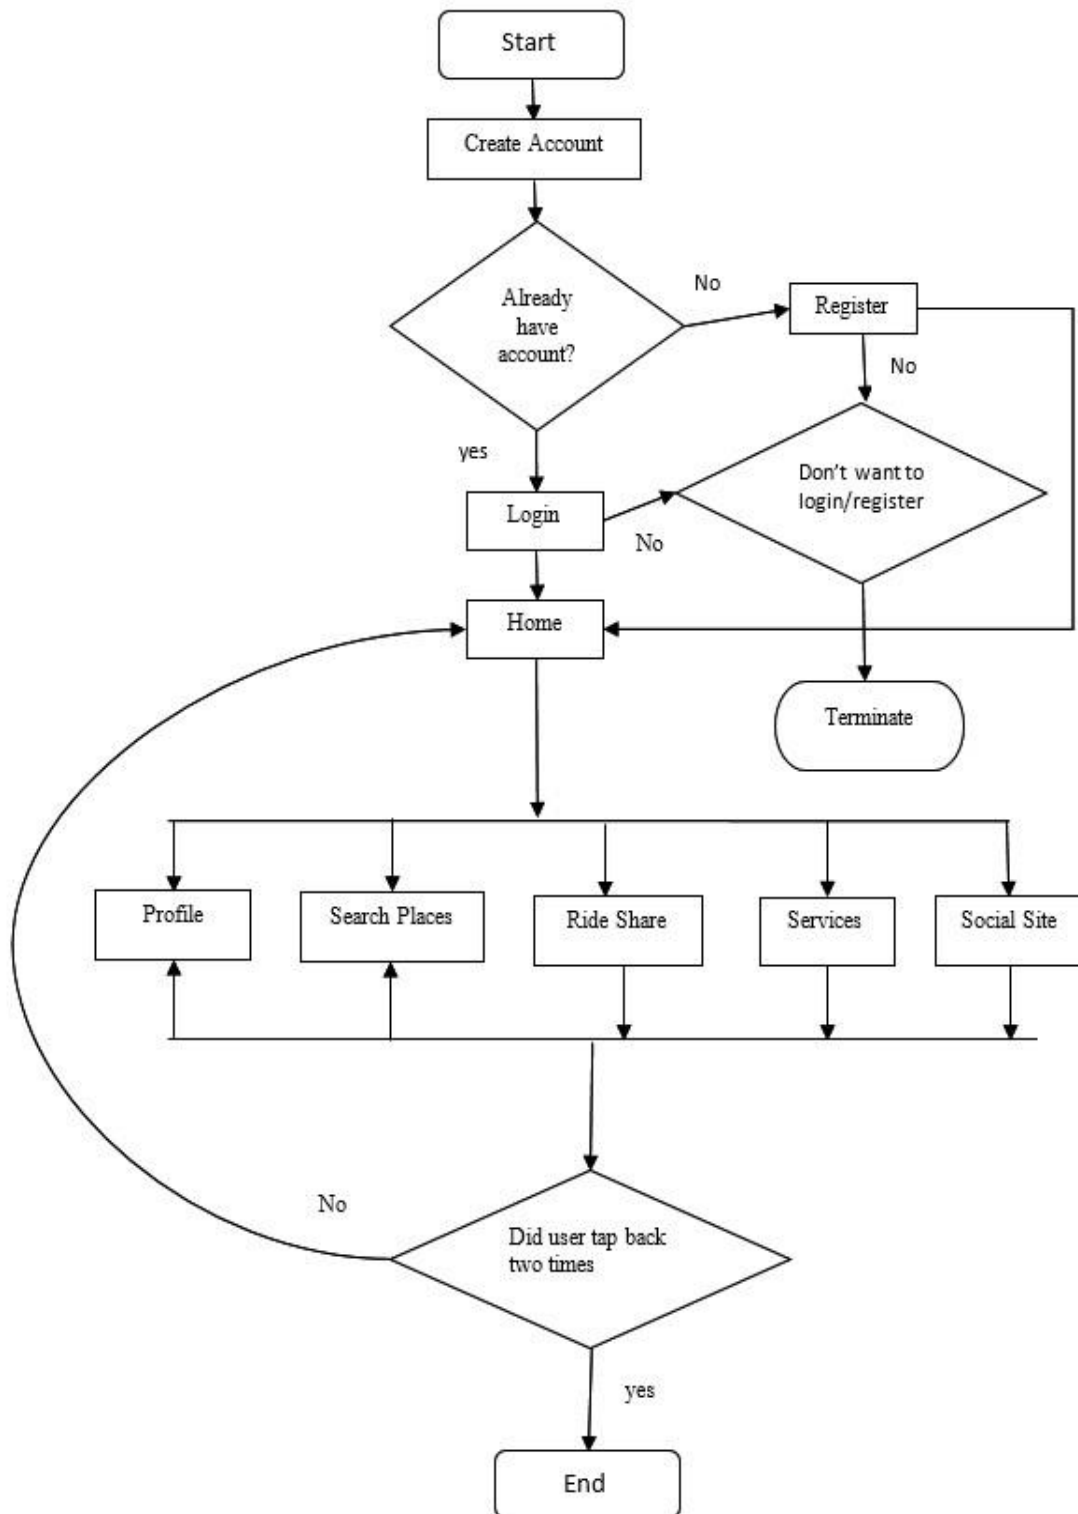 Start
Create Account
Already
have
account?
No
Register
No
yes
Don't want to
login/register
Login
No
Home
Terminate
Profile
Search Places
Ride Share
Services
Social Site
No
Did user tap back
two times
yes
End